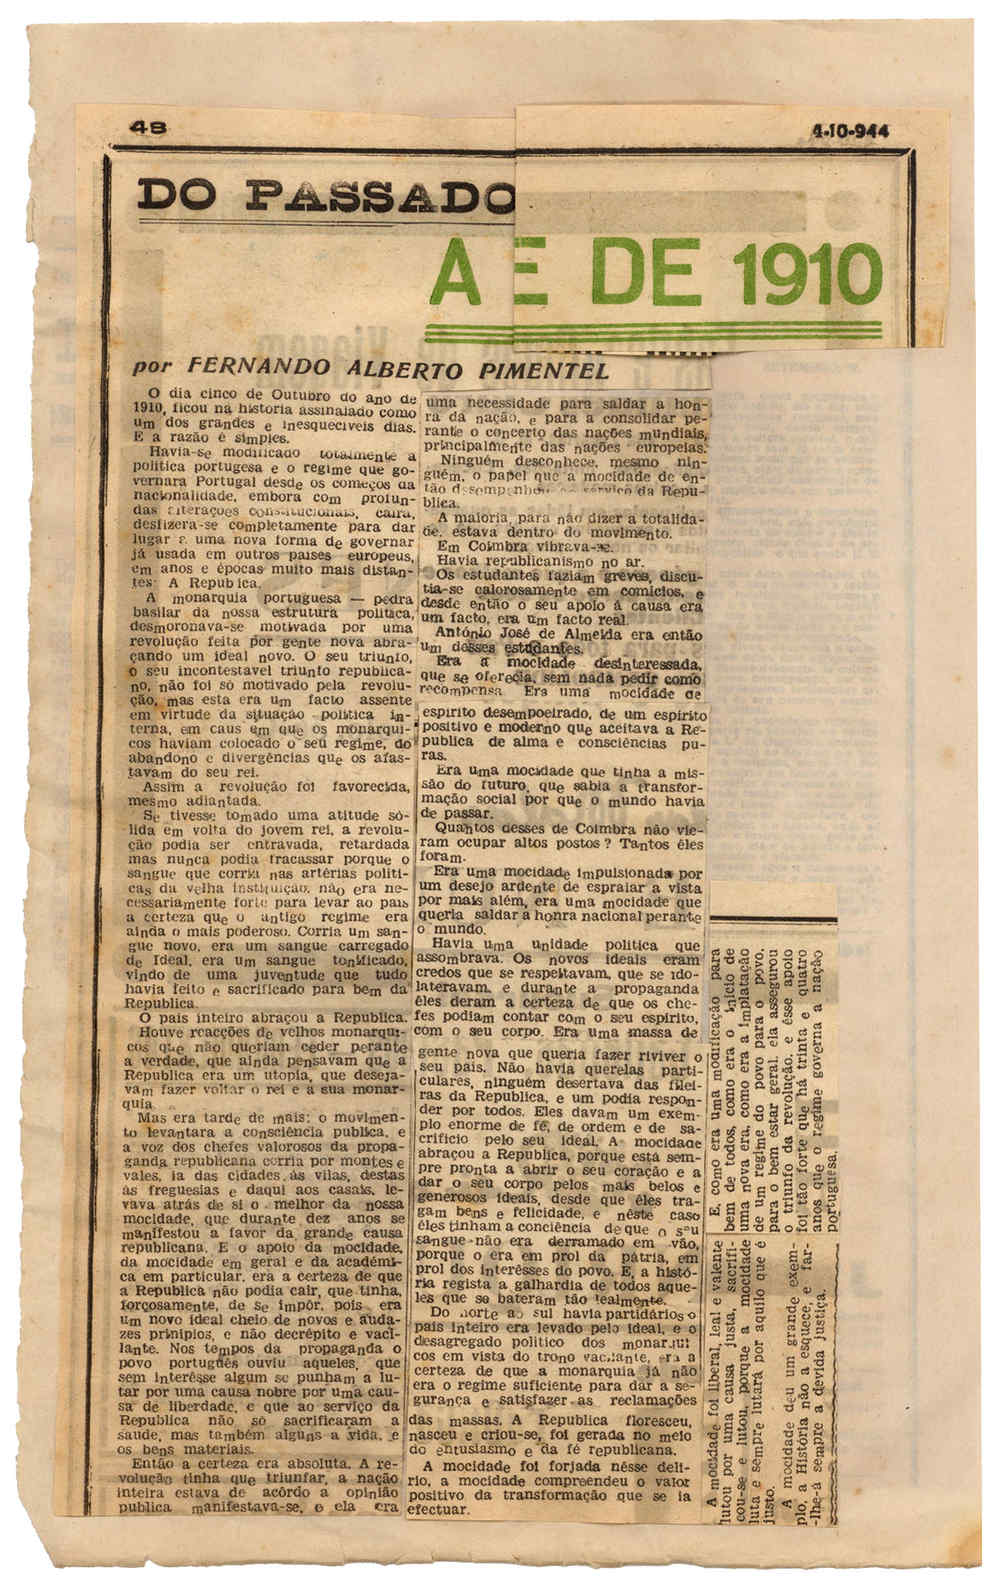 48
4-10-944
DO PASSADO
A E DE 1910
por FERNANDO ALBERTO PIMENTEL
O dia cinco de Outubro do ano de
1910, ficou na historia assinalado como
um dos grandes e inesqueciveis dias.
E a razão é simples.
Havia-se modificado totalmente a
politica portugesa e o regime que go-
vernara Portugal desde os começos da
nacionalidade, embora com profun-
das alterações constitucionais, caíra,
desfizera-se completamente para dar
lugar a uma nova forma de governar
já usada em outros paises europeus,
em anos e épocas muito mais distan-
tes: A Republica.
A monarquia portuguesa — pedra
basilar da nossa estrutura politica,
desmoronava-se motivada por uma
revolução feita por gente nova abra-
çando um ideal novo. O seu triunfo,
o seu incontestavel triunfo republica-
no, não foi só motivado pela revolu-
ção, mas esta era um facto assente
em virtude da situação politica in-
terna, em caus em que os monarqui-
cos haviam colocado o seu regime, do
abandono e divergências que os afas-
tavam do seu rei.
Assim a revolução foi favorecida,
mesmo adiantada.
Se tivesse tomado uma atitude só-
lida em volta do jovem rei, a revolu-
ção podia ser entravada, retardada
mas nunca podia fracassar porque o
sangue que corria nas artérias politi-
cas da velha instituição, não era ne-
cessariamente forte para levar ao pais
a certeza que o antigo regime era
ainda o mais poderoso. Corria um san-
gue novo, era um sangue carregado
de Ideal, era um sangue tonificado,
vindo de uma juventude que tudo
havia feito e sacrificado para bem da
Republica.
O pais inteiro abraçou a Republica.
Houve reacções de velhos monarqui-
cos que não queriam ceder perante
a verdade, que ainda pensavam que a
Republica era um utopia, que deseja-
vam fazer voltar o rei e a sua monar-
quia.
Mas era tarde de mais: o movimen-
to levantara a consciência publica, e
a voz dos chefes valorosos da propa-
ganda republicana corria por montes e
vales, ia das cidades às vilas, destas
às freguesias e daqui aos casais, le-
vava atrás de si o melhor da nossa
mocidade, que durante dez anos se
manifestou a favor da grande causa
republicana. E o apoio da mocidade,
da mocidade em geral e da académi-
ca em particular, era a certeza de que
a Republica não podia cair, que tinha,
forçosamente, de se impôr, pois era
um novo ideal cheio de novos e auda-
zes prinipios, e não decrépito e vaci-
lante. Nos tempos da propaganda o
povo português ouviu aqueles, que
sem interêsse algum se punham a lu-
tar por uma causa nobre por uma cau-
sa de liberdade, e que ao serviço da
Republica não só sacrificaram a
saude, mas também alguns a vida, e
os bens materiais.
Então a certeza era absoluta. A re-
volução tinha que triunfar, a nação
inteira estava de acôrdo a opinião
publica manifestava-se, e ela era
uma necessidade para saldar a hon-
ra da nação, e para a consolidar pe-
rante o concerto das nações mundiais,
principalmente das nações europeias.
Ninguém desconhece, mesmo nin-
guém, o papel que a mocidade de en-
tão desempenhou ao serviço da Repu-
blica.
A maioria, para não dizer a totalida-
de, estava dentro do movimento.
Em Coimbra vibrava-se.
Havia republicanismo no ar.
Os estudantes faziam greves, discu-
tia-se calorosamente em comicios, e
desde então o seu apoio á causa era
um facto, era um facto real.
António José de Almeida era então
um desses estudantes.
Era a mocidade desinteressada,
que se oferecia, sem nada pedir como
recompensa. Era uma mocidade de
espirito desempoeirado, de um espirito
positivo e moderno que aceitava a Re-
publica de alma e consciências pu-
ras.
Era uma mocidade que tinha a mis-
são do futuro, que sabia a transfor-
mação social por que o mundo havia
de passar.
Quantos desses de Coimbra não vie-
ram ocupar altos postos? Tantos êles
foram.
Era uma mocidade impulsionada por
um desejo ardente de espraiar a vista
por mais além, era uma mocidade que
queria saldar a honra nacional perante
o mundo.
Havia uma unidade politica que
assombrava. Os novos ideais eram
credos que se respeitavam, que se ido-
lateravam, e durante a propaganda
êles deram a certeza de que os che-
fes podiam contar com o seu espirito,
com o seu corpo. Era uma massa de
gente nova que queria fazer riviver o
seu pais. Não havia querelas parti-
culares, ninguém desertava das filei-
ras da Republica, e um podia respon-
der por todos. Eles davam um exem-
plo enorme de fé, de ordem e de sa-
crificio pelo seu ideal. A mocidade
abraçou a Republica, porque está sem-
pre pronta a abrir o seu coração e a
dar o seu corpo pelos mais belos e
generosos ideais, desde que êles tra-
gam bens e felicidade, e nêste caso
êles tinham a conciência de que o seu
sangue não era derramado em vão,
porque o era em prol da pátria, em
prol dos interêsses do povo. E, a histó-
ria regista a galhardia de todos aque-
les que se bateram tão lealmente.
Do norte ao sul havia partidários o
pais inteiro era levado pelo ideal, e o
desagregado politico dos monarqui-
cos em vista do trono vacilante, era a
certeza de que a monarquia já não
era o regime suficiente para dar a se-
gurança e satisfazer as reclamações
das massas. A Republica floresceu,
nasceu e criou-se, foi gerada no meio
do entusiasmo e da fé republicana.
A mocidade foi forjada nêsse deli-
rio, a mocidade compreendeu o valor
positivo da transformação que se ia
efectuar.
E, como era uma modificação para
bem de todos, como era o inicio de
uma nova era, como era a implatação
de um regime do povo para o povo,
para o bem estar geral, ela assegurou
o triunfo da revolução, e êsse apoio
foi tão forte que há trinta e quatro
anos que o regime governa a nação
portuguesa.
A mocidade foi liberal, leal e valente
lutou por uma causa justa, sacrifi-
cou-se e lutou, porque a mocidade
luta e sempre lutará por aquilo que é
justo.
A mocidade deu um grande exem-
plo, a História não a esquece, e far-
-lhe-á sempre a devida justiça.